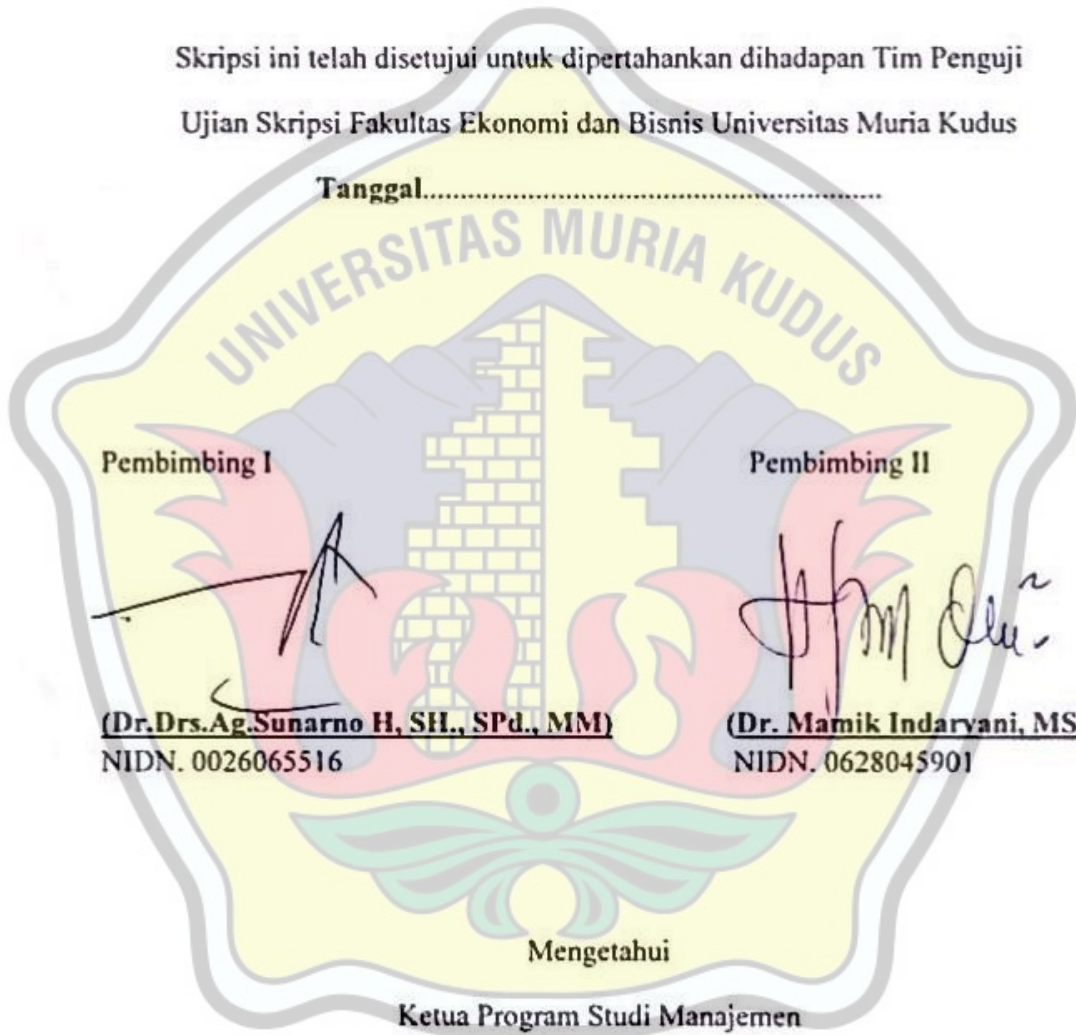 Skripsi ini telah disetujui untuk dipertahankan dihadapan Tim Penguji
Ujian Skripsi Fakultas Ekonomi dan Bisnis Universitas Muria Kudus
Tanggal............................................................
UNIVERSITAS MURIA KUDUS
Pembimbing I
Pembimbing II
(Dr.Drs.Ag.Sunarno H, SH., SPd., MM)
(Dr. Mamik Indaryani, MS
NIDN. 0026065516
NIDN. 0628045901
Mengetahui
Ketua Program Studi Manajemen